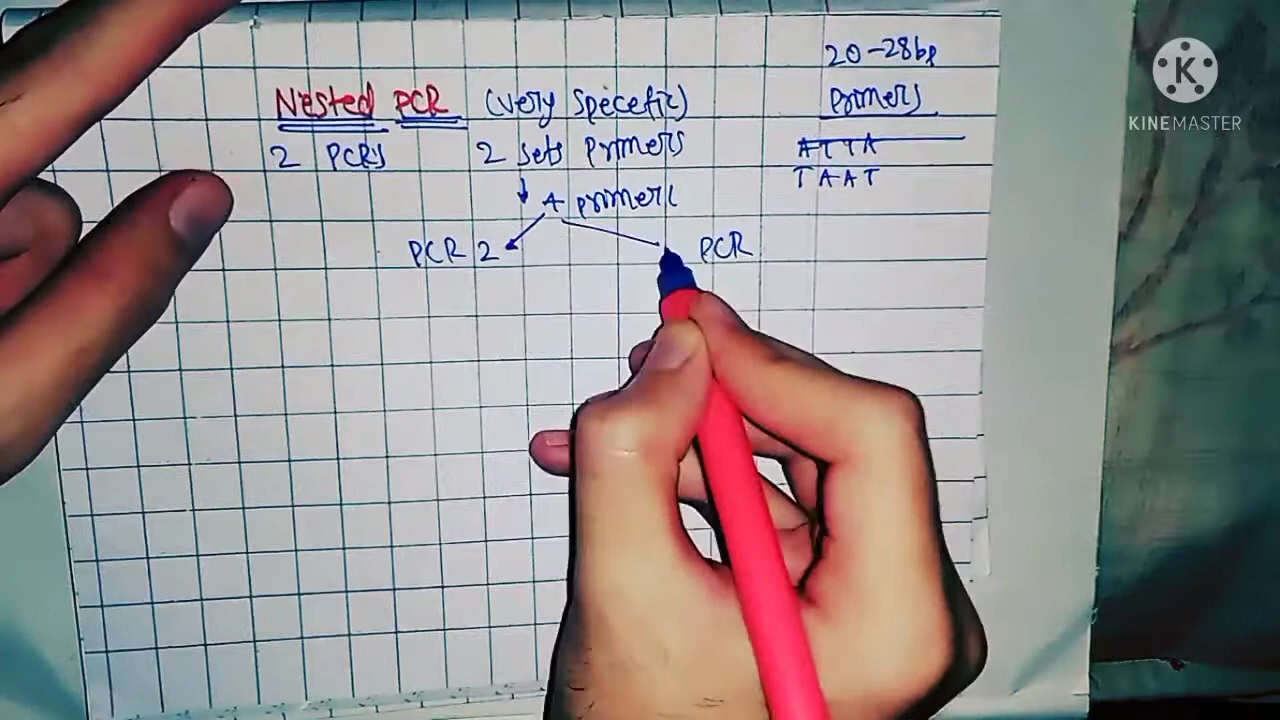 20-28bp
Nested PCR (very specefic)
Primers
2 PCRs 2 sets Primers
ATTA
TAAT
4 primers
PCR 2 PCR
K
KINEMASTER